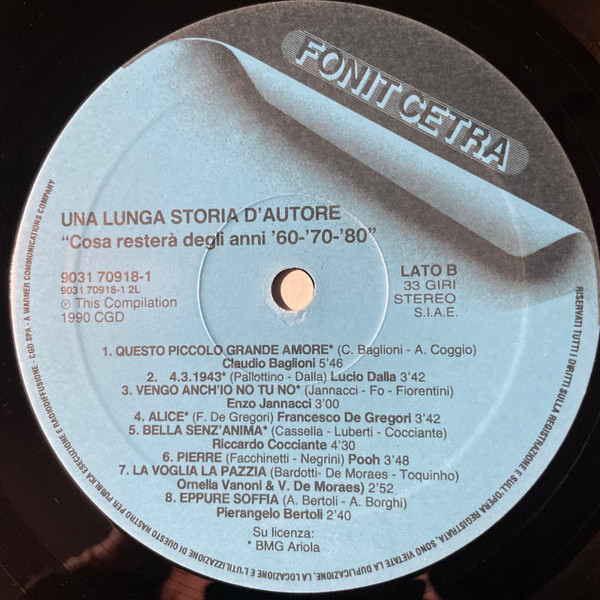 FONIT CETRA
UNA LUNGA STORIA D'AUTORE
"Cosa resterà degli anni '60-'70-'80"
9031 70918-1
9031 70918-1 2L
℗ This Compilation
1990 CGD
LATO B
33 GIRI
STEREO
S.I.A.E.
1. QUESTO PICCOLO GRANDE AMORE* (C. Baglioni - A. Coggio)
Claudio Baglioni 5'46
2. 4.3.1943* (Pallottino - Dalla) Lucio Dalla 3'42
3. VENGO ANCH'IO NO TU NO* (Jannacci - Fo - Fiorentini)
Enzo Jannacci 3'00
4. ALICE* (F. De Gregori) Francesco De Gregori 3'42
5. BELLA SENZ'ANIMA* (Cassella - Luberti - Cocciante)
Riccardo Cocciante 4'30
6. PIERRE (Facchinetti - Negrini) Pooh 3'48
7. LA VOGLIA LA PAZZIA (Bardotti- De Moraes - Toquinho)
Ornella Vanoni & V. De Moraes) 2'52
8. EPPURE SOFFIA (A. Bertoli - A. Borghi)
Pierangelo Bertoli 2'40
Su licenza:
* BMG Ariola
RISERVATI TUTTI I DIRITTI SULLA REGISTRAZIONE E SULL'OPERA REGISTRATA, SONO VIETATE LA DUPLICAZIONE, LA LOCAZIONE E L'UTILIZZAZIONE DI QUESTO NASTRO PER PUBBLICA ESECUZIONE E RADIODIFFUSIONE - CGD SPA - A WARNER COMMUNICATIONS COMPANY